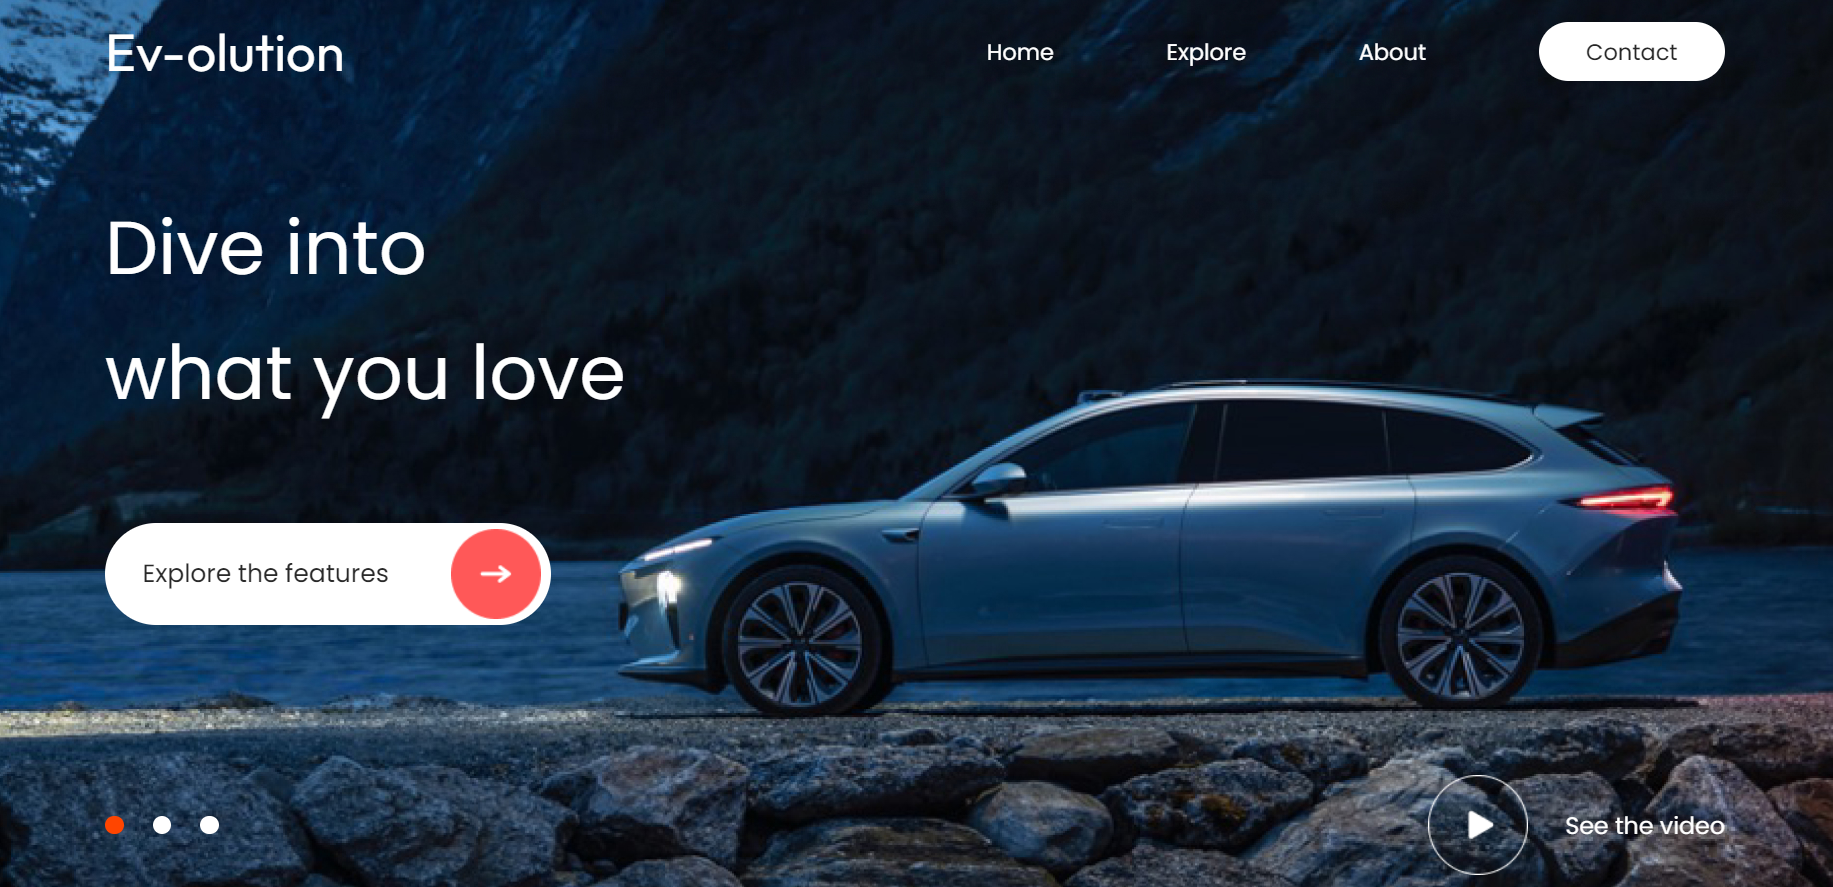 Ev-olution
Home
Explore
About
Contact
Dive into
what you love
Explore the features
See the video